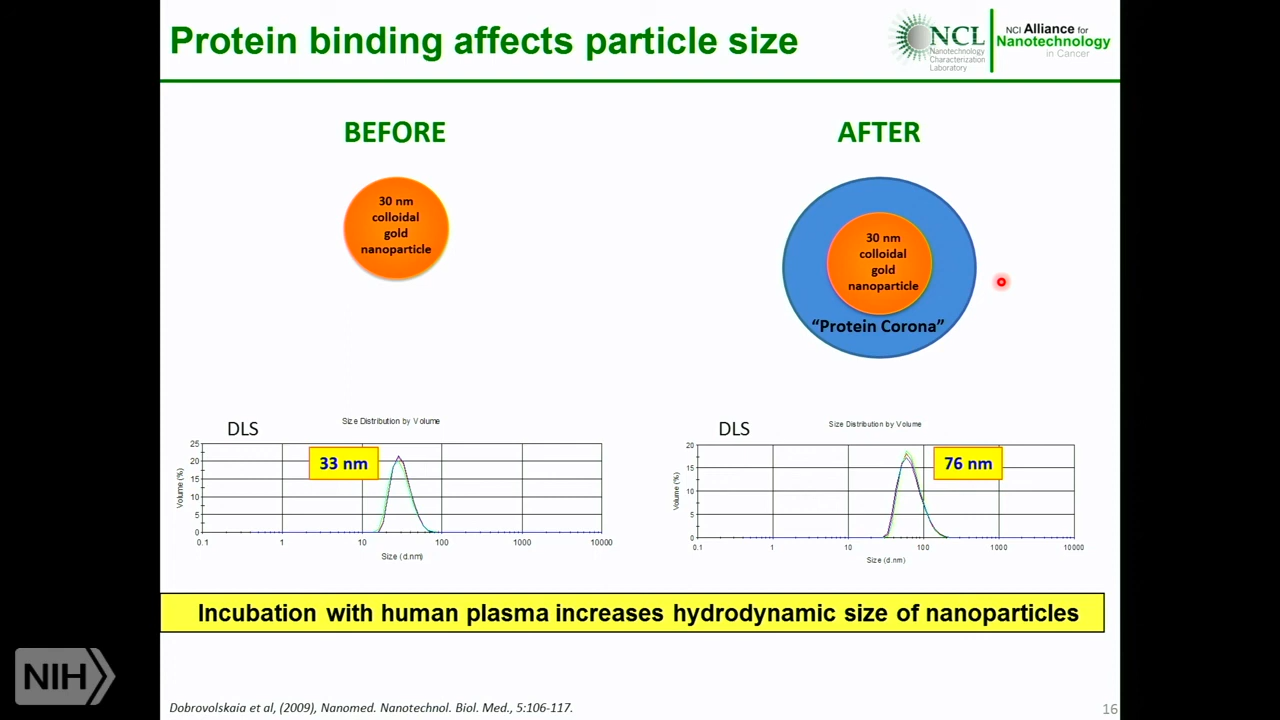 Protein binding affects particle size
NCL
Nanotechnology
Characterization
Laboratory
NCI Alliance for
Nanotechnology
in Cancer
BEFORE
AFTER
30 nm
colloidal
gold
nanoparticle
30 nm
colloidal
gold
nanoparticle
“Protein Corona”
DLS
Size Distribution by Volume
33 nm
Volume (%)
25
20
15
10
5
0
0.1 1 10 100 1000 10000
Size (d.nm)
DLS
Size Distribution by Volume
76 nm
Volume (%)
20
15
10
5
0
0.1 1 10 100 1000 10000
Size (d.nm)
Incubation with human plasma increases hydrodynamic size of nanoparticles
NIH
Dobrovolskaia et al, (2009), Nanomed. Nanotechnol. Biol. Med., 5:106-117.
16